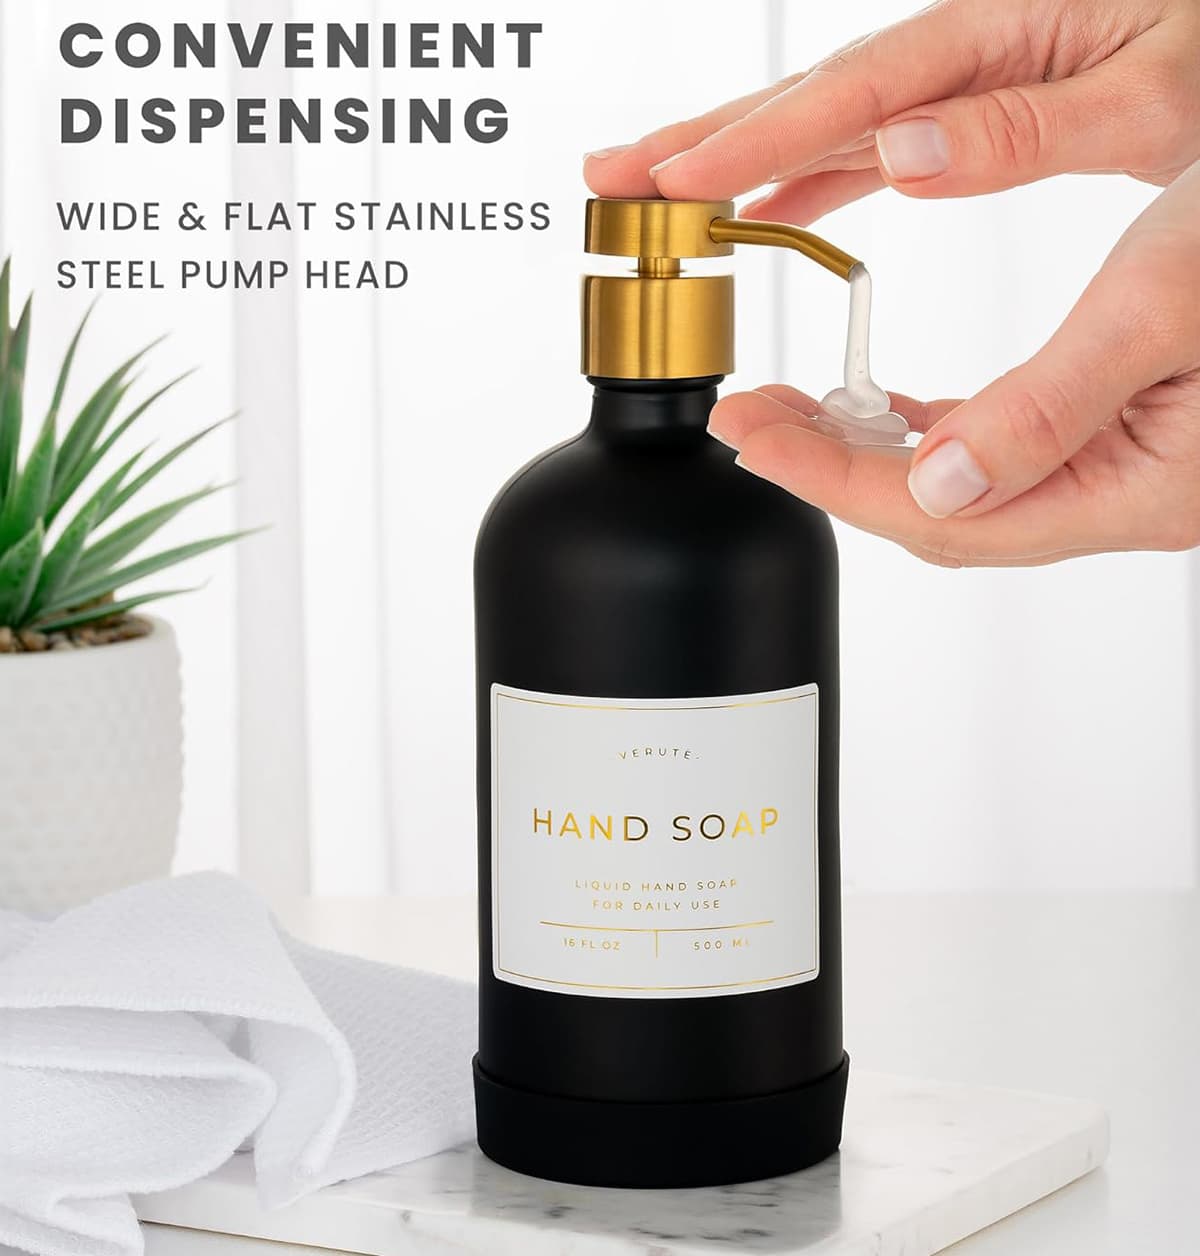 CONVENIENT
DISPENSING
WIDE & FLAT STAINLESS
STEEL PUMP HEAD
VERUTÉ.
HAND SOAP
LIQUID HAND SOAP
FOR DAILY USE
16 FL OZ
500 ML